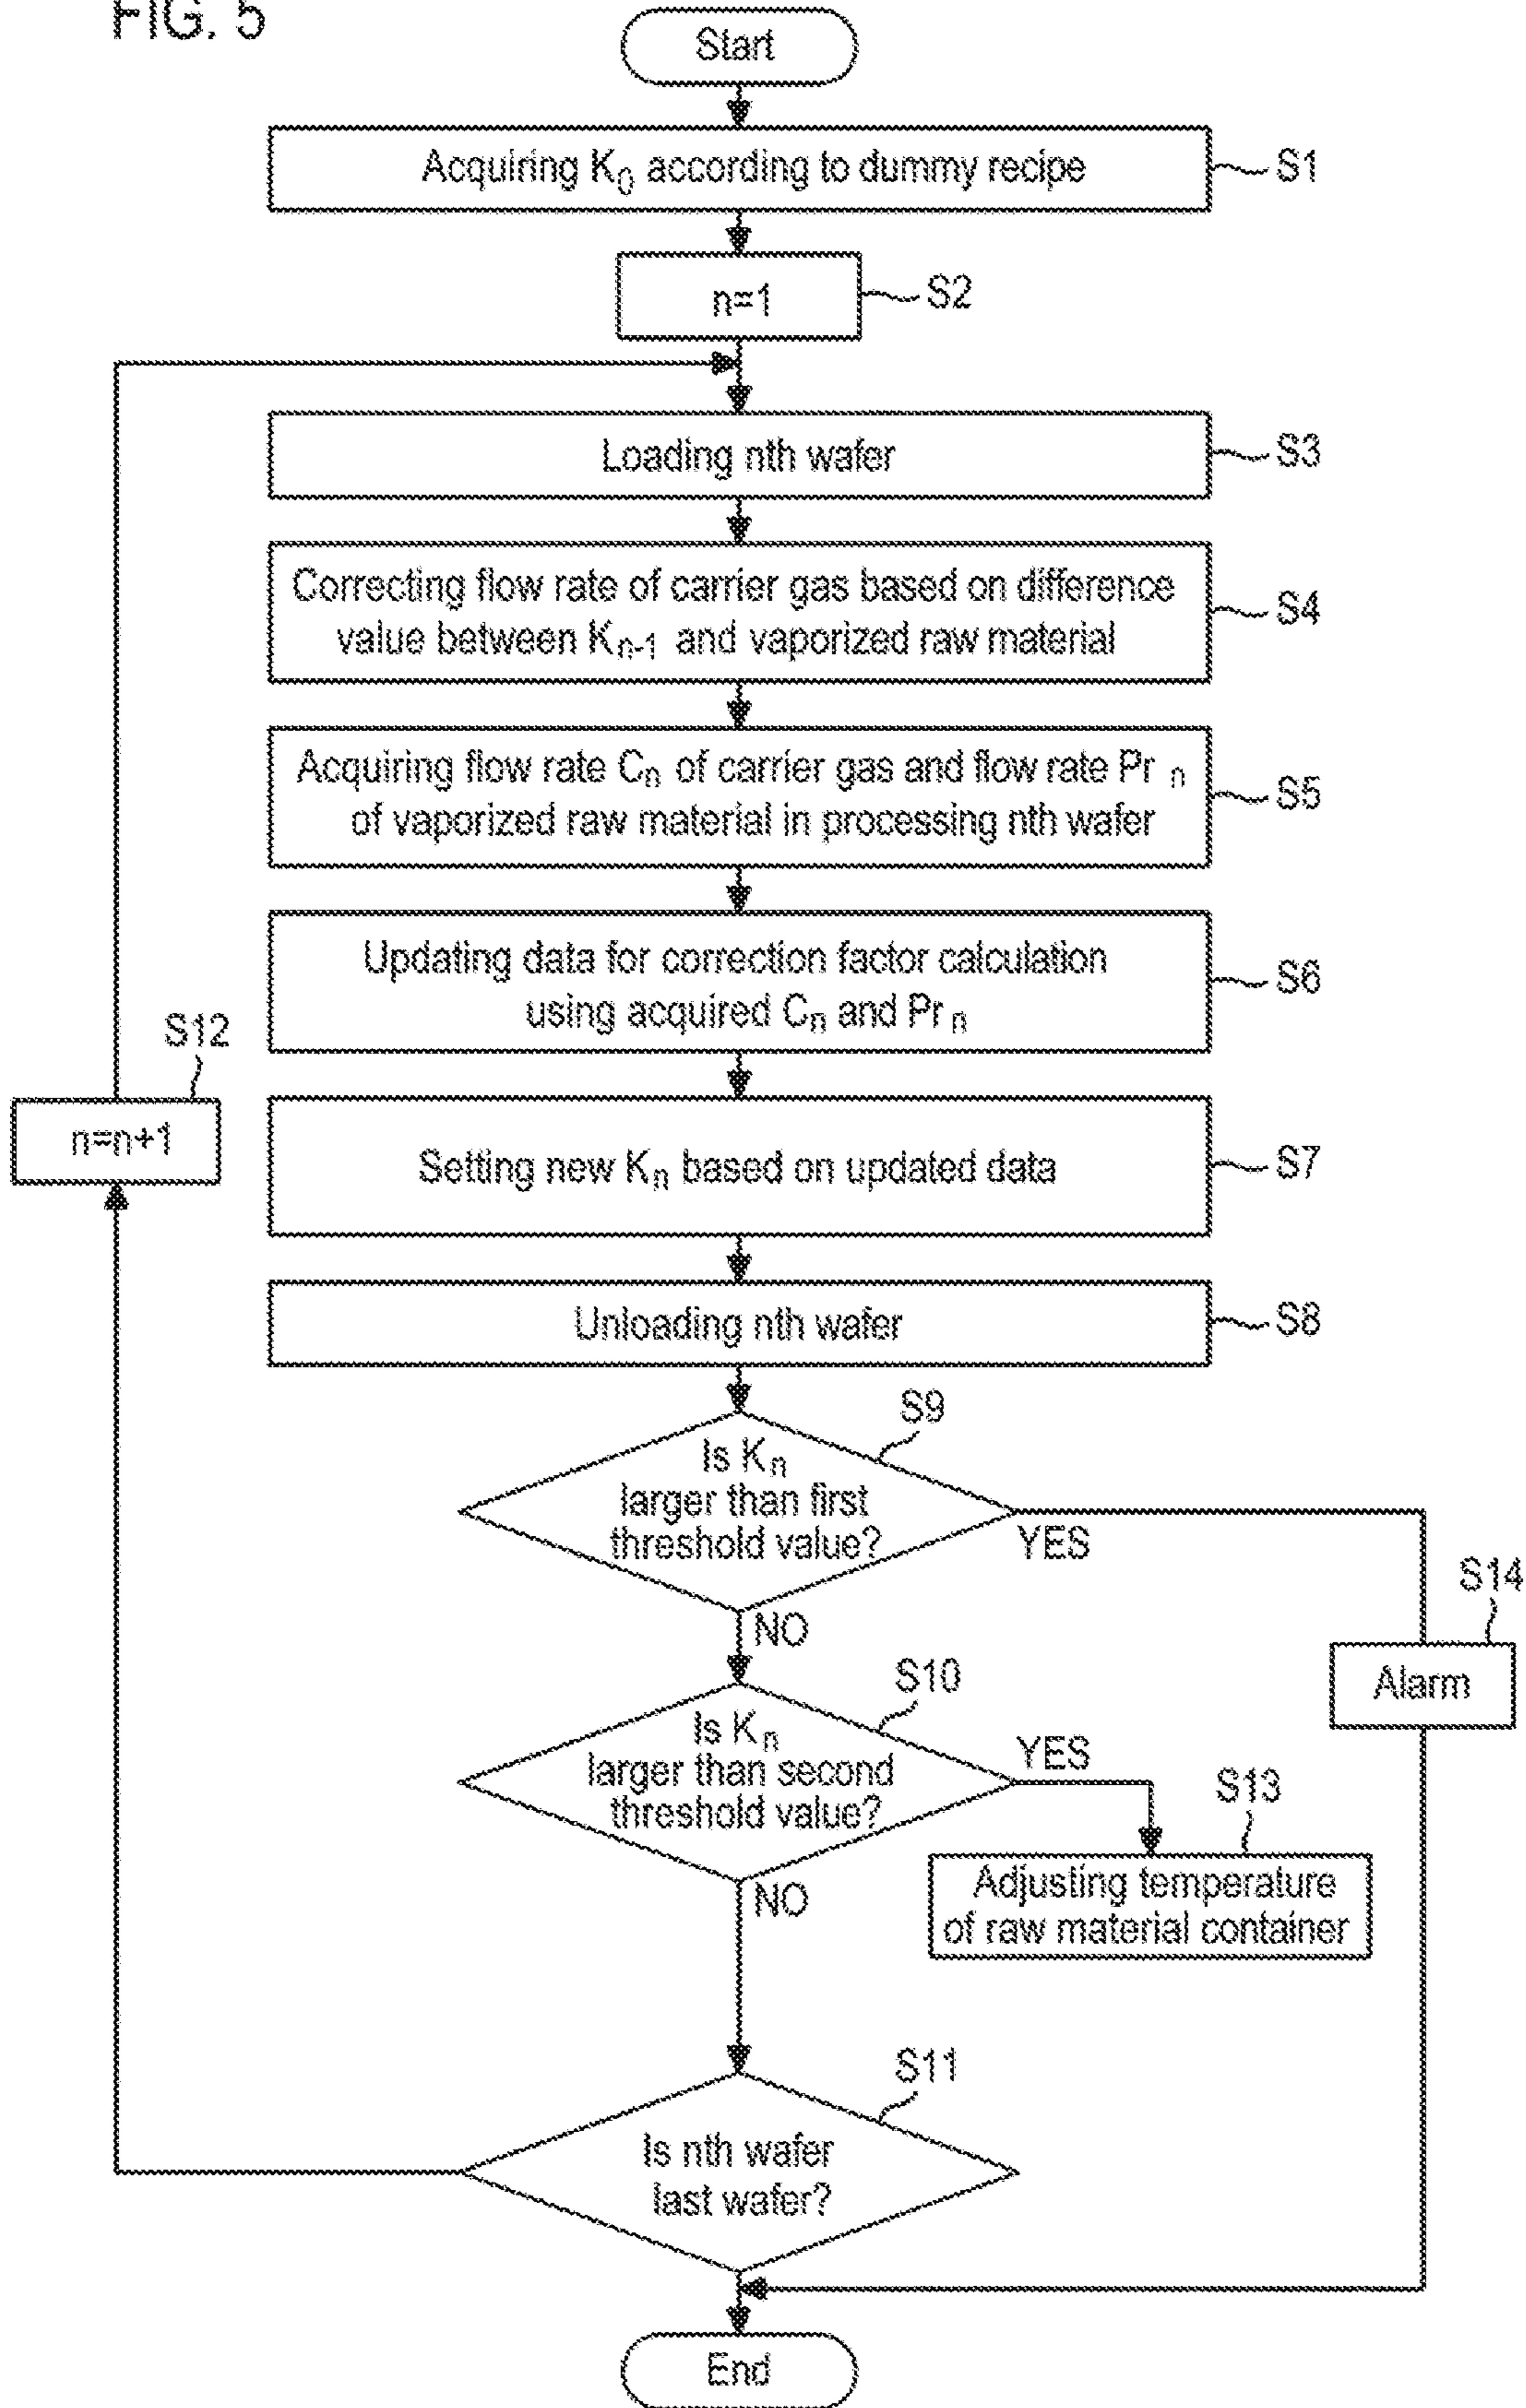 FIG. 5
Start
Acquiring K0 according to dummy recipe
S1
n=1
S2
Loading nth wafer
S3
Correcting flow rate of carrier gas based on difference
value between Kn-1 and vaporized raw material
S4
Acquiring flow rate Cn of carrier gas and flow rate Pr n
of vaporized raw material in processing nth wafer
S5
Updating data for correction factor calculation
using acquired Cn and Pr n
S6
S12
n=n+1
Setting new Kn based on updated data
S7
Unloading nth wafer
S8
S9
Is Kn
larger than first
threshold value?
YES
NO
S14
Alarm
S10
Is Kn
larger than second
threshold value?
YES
NO
S13
Adjusting temperature
of raw material container
S11
Is nth wafer
last wafer?
End